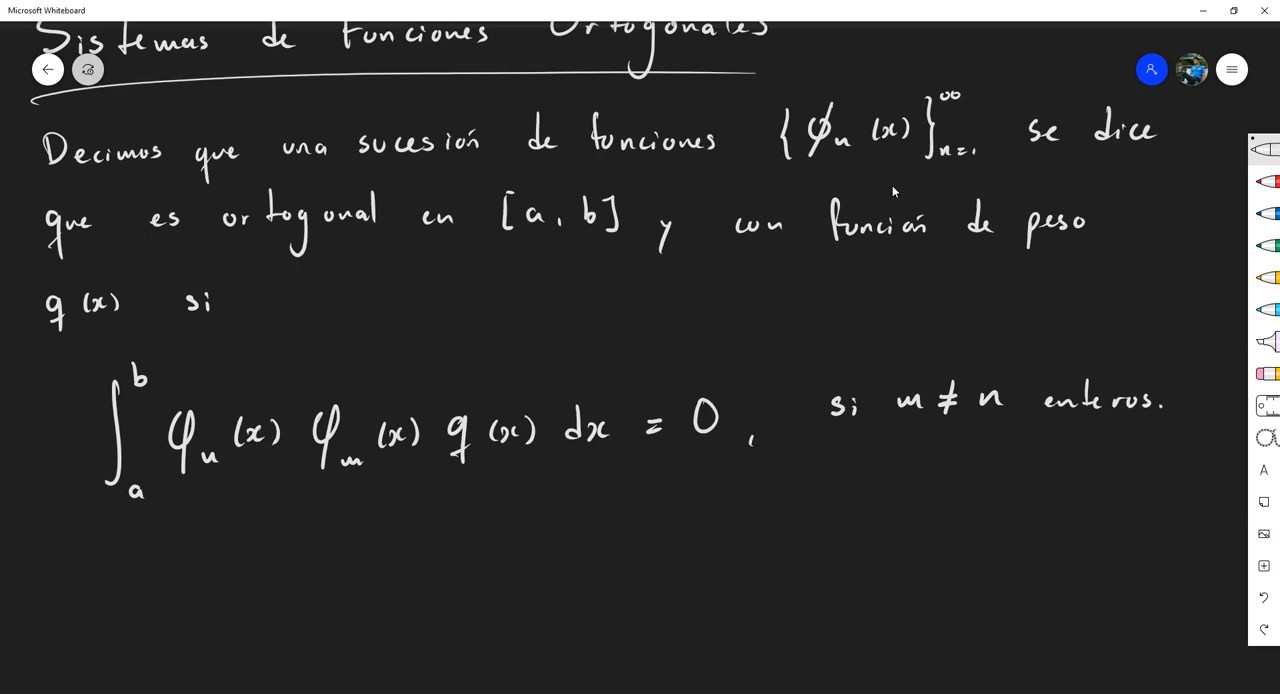 Microsoft Whiteboard
Sistemas de Funciones Ortogonales
Decimos que una sucesión de funciones {φₙ(x)}ₙ₌₁^∞ se dice
que es ortogonal en [a, b] y con función de peso
q(x) si
∫ₐᵇ φₙ(x) φₘ(x) q(x) dx = 0, si m ≠ n enteros.
A